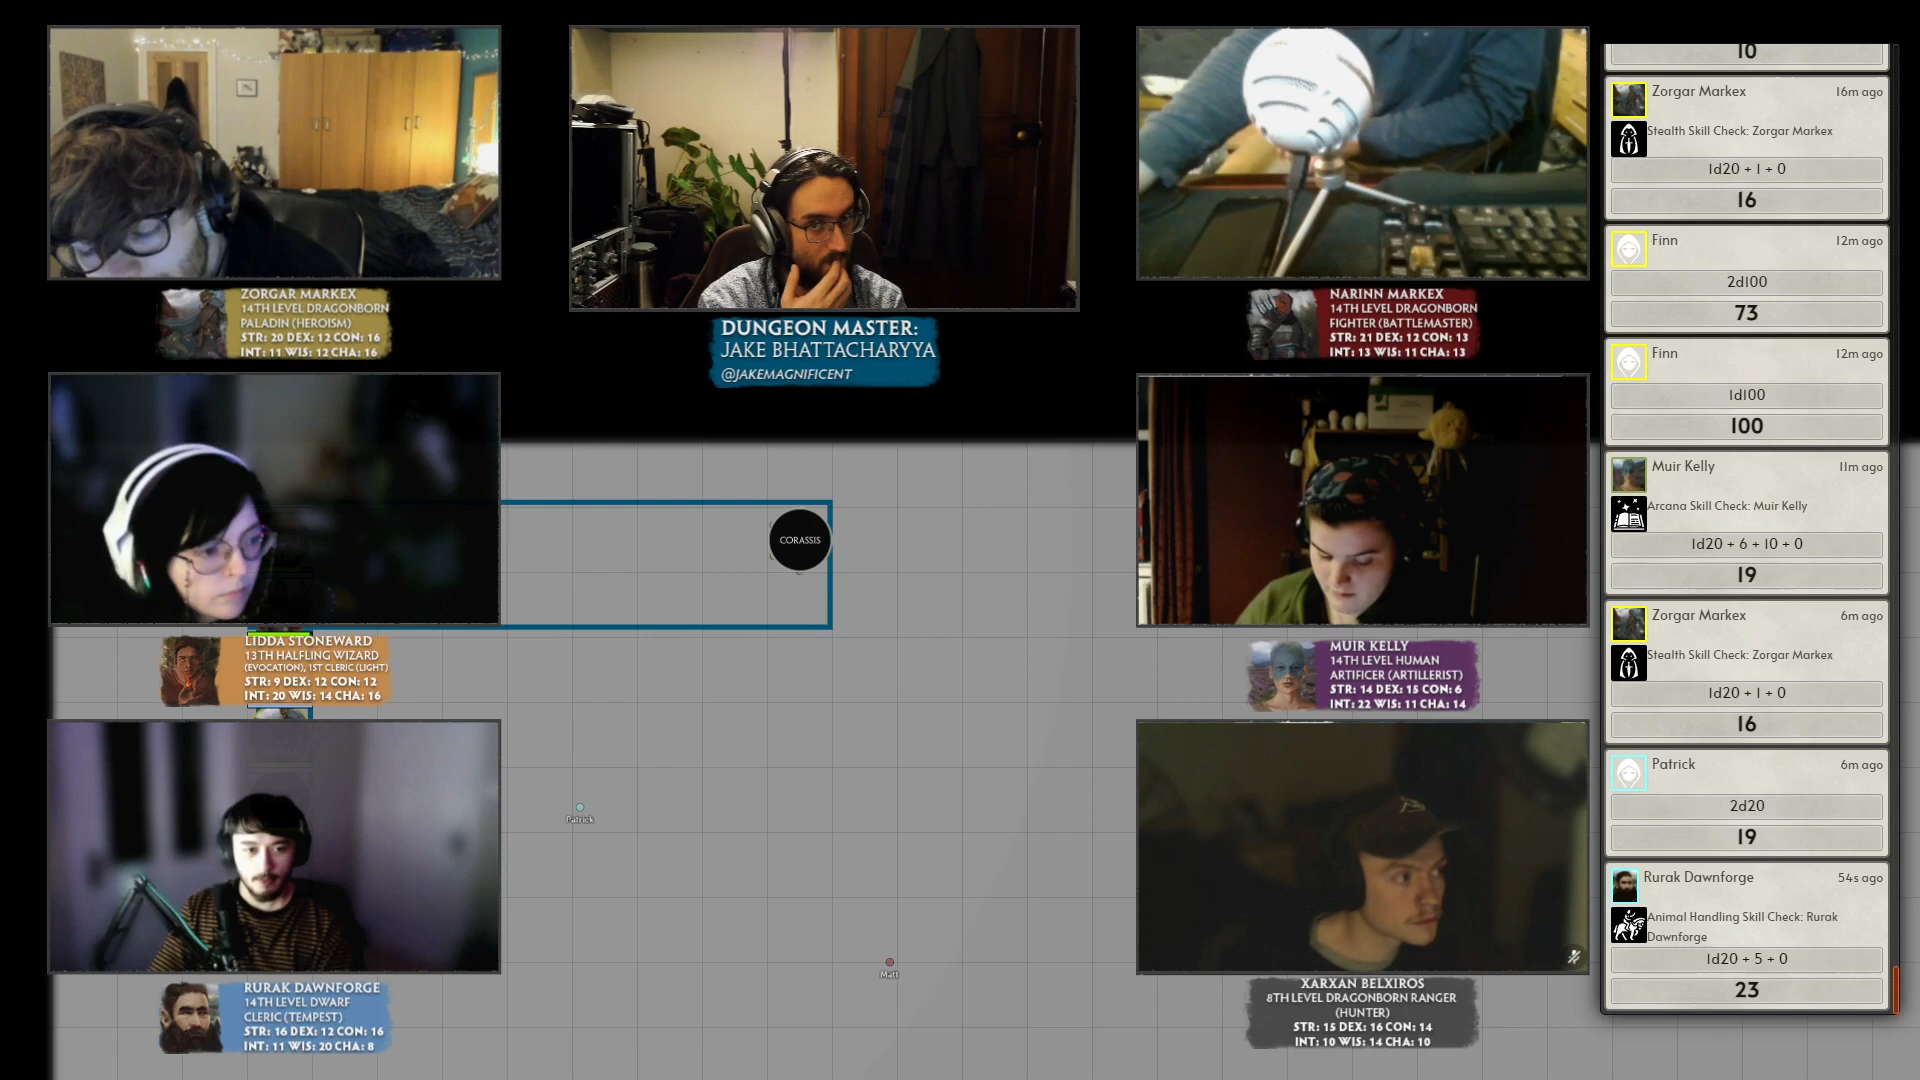 ZORGAR MARKEX
14TH LEVEL DRAGONBORN
PALADIN (HEROISM)
STR: 20 DEX: 12 CON: 16
INT: 11 WIS: 12 CHA: 16
DUNGEON MASTER:
JAKE BHATTACHARYYA
@JAKEMAGNIFICENT
NARINN MARKEX
14TH LEVEL DRAGONBORN
FIGHTER (BATTLEMASTER)
STR: 21 DEX: 12 CON: 13
INT: 13 WIS: 11 CHA: 13
CORASSIS
LIDDA STONEWARD
13TH HALFLING WIZARD
(EVOCATION), 1ST CLERIC (LIGHT)
STR: 9 DEX: 12 CON: 12
INT: 20 WIS: 14 CHA: 16
MUIR KELLY
14TH LEVEL HUMAN
ARTIFICER (ARTILLERIST)
STR: 14 DEX: 15 CON: 6
INT: 22 WIS: 11 CHA: 14
Patrick
Matt
RURAK DAWNFORGE
14TH LEVEL DWARF
CLERIC (TEMPEST)
STR: 16 DEX: 12 CON: 16
INT: 11 WIS: 20 CHA: 8
XARXAN BELXIROS
8TH LEVEL DRAGONBORN RANGER
(HUNTER)
STR: 15 DEX: 16 CON: 14
INT: 10 WIS: 14 CHA: 10
10
Zorgar Markex 16m ago
Stealth Skill Check: Zorgar Markex
1d20 + 1 + 0
16
Finn 12m ago
2d100
73
Finn 12m ago
1d100
100
Muir Kelly 11m ago
Arcana Skill Check: Muir Kelly
1d20 + 6 + 10 + 0
19
Zorgar Markex 6m ago
Stealth Skill Check: Zorgar Markex
1d20 + 1 + 0
16
Patrick 6m ago
2d20
19
Rurak Dawnforge 54s ago
Animal Handling Skill Check: Rurak
Dawnforge
1d20 + 5 + 0
23